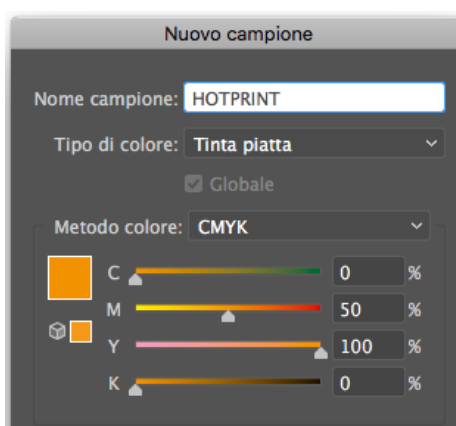 Nuovo campione
Nome campione: HOTPRINT
Tipo di colore: Tinta piatta
Globale
Metodo colore: CMYK
C 0 %
M 50 %
Y 100 %
K 0 %